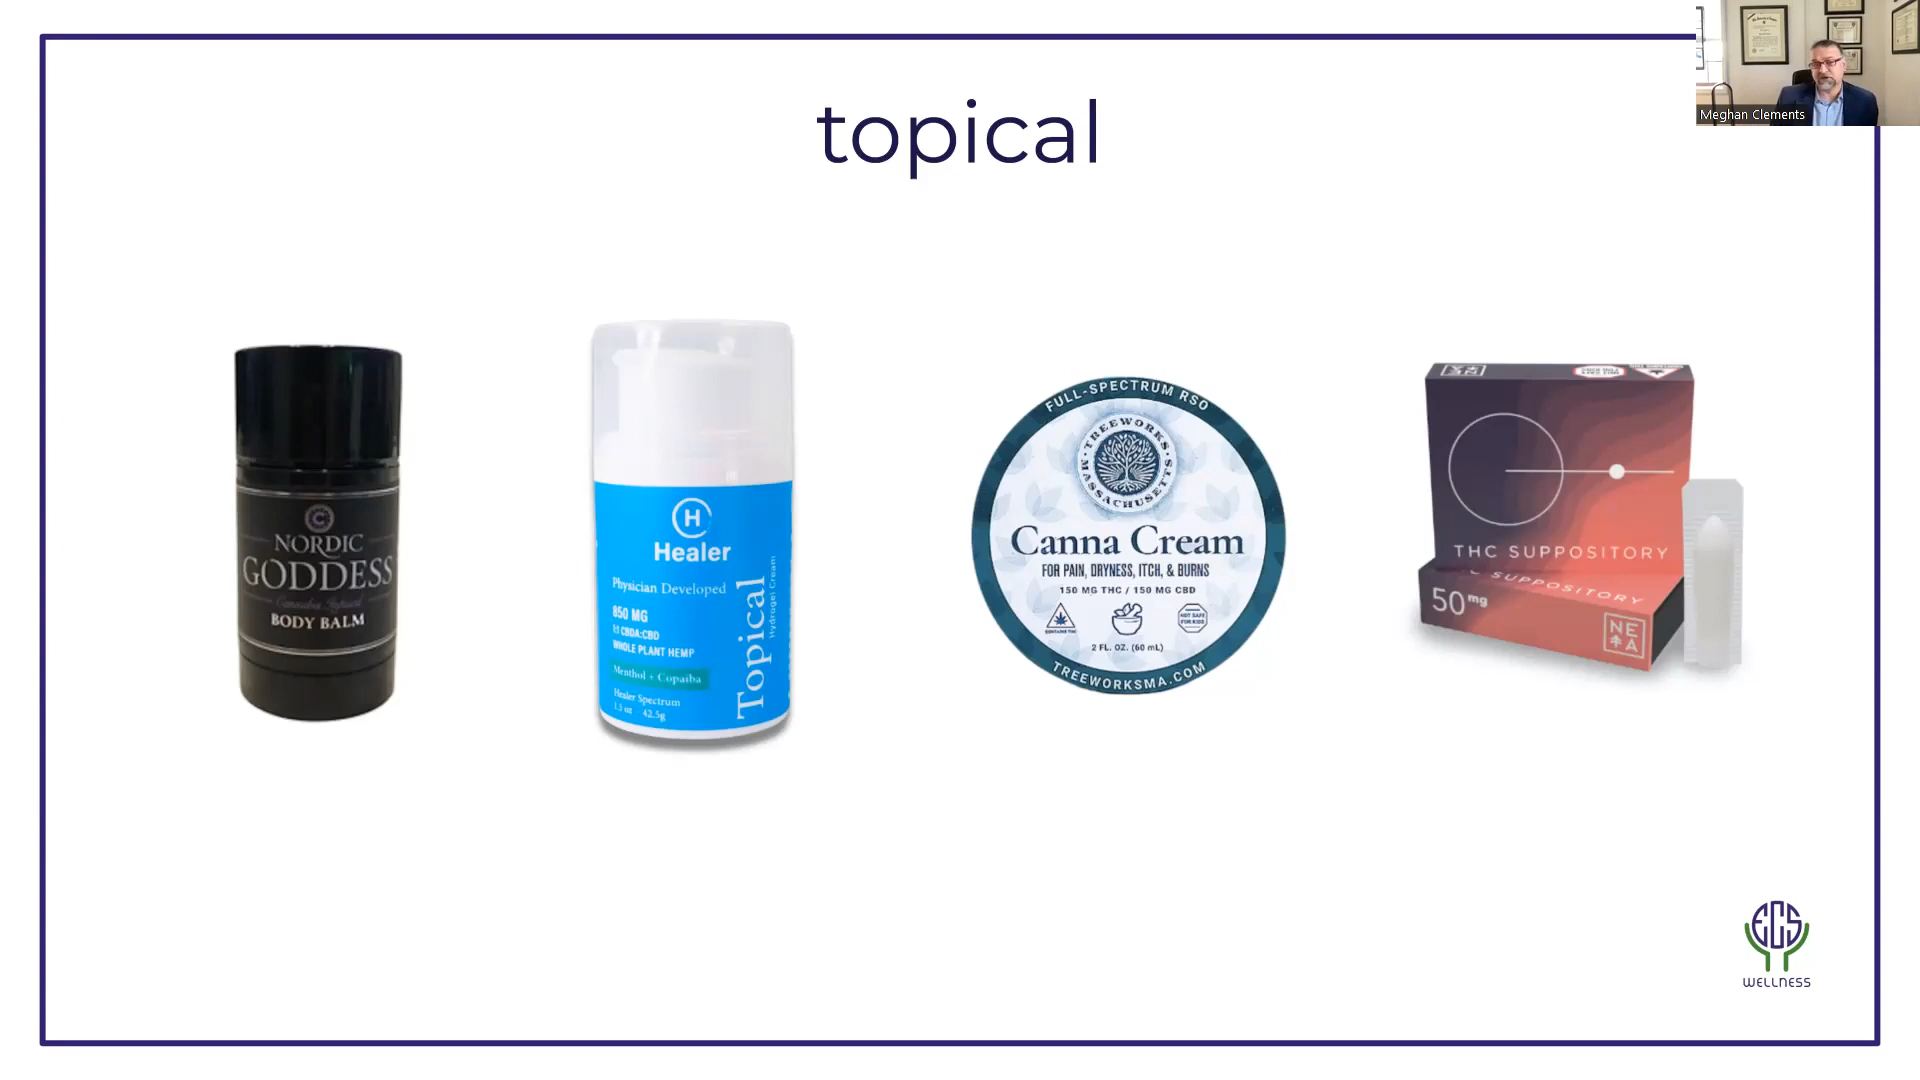 topical
Meghan Clements
NORDIC
GODDESS
Cannabis Infused
BODY BALM
H
Healer
Physician Developed
850 MG
1:1 CBDA:CBD
WHOLE PLANT HEMP
Menthol + Copaiba
Healer Spectrum
1.5 oz 42.5g
Topical
Hydrogel Cream
FULL-SPECTRUM RSO
TREEWORKS
MASSACHUSETTS
Canna Cream
FOR PAIN, DRYNESS, ITCH, & BURNS
150 MG THC / 150 MG CBD
CONTAINS THC
NOT SAFE FOR KIDS
2 FL. OZ. (60 mL)
TREEWORKSMA.COM
THC SUPPOSITORY
C SUPPOSITORY
50mg
NE
A
ECS
WELLNESS